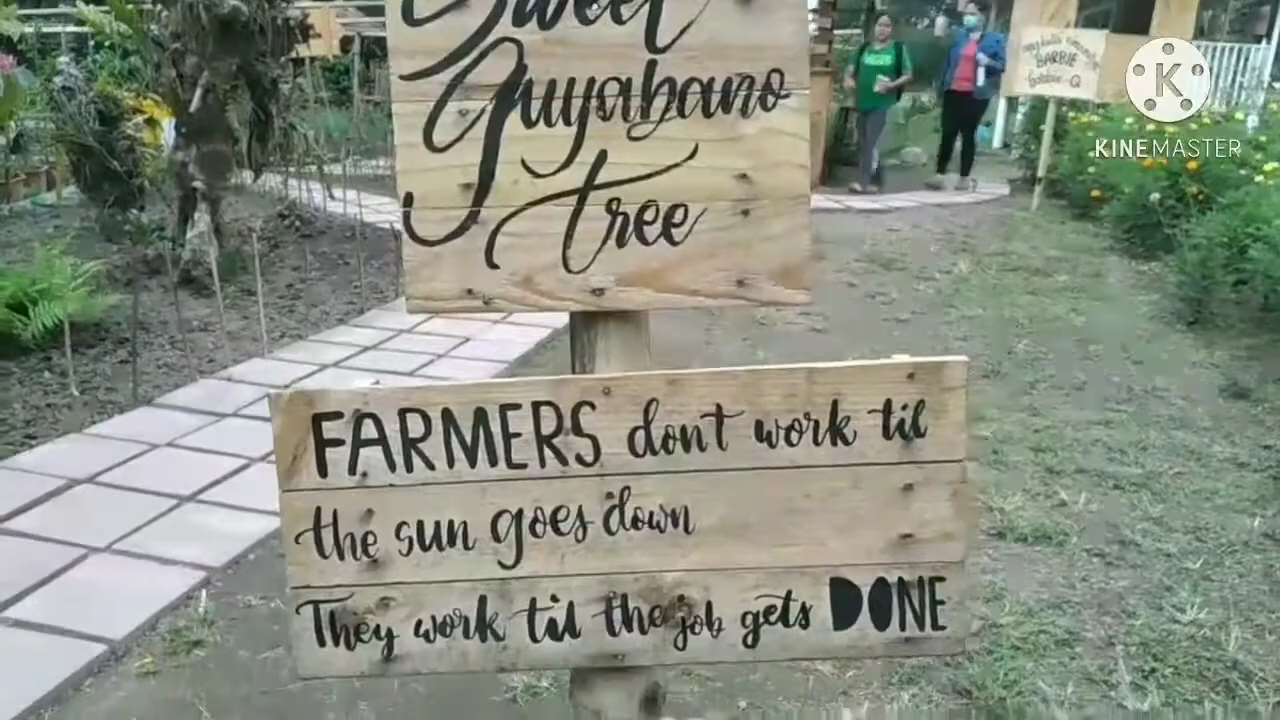 Sweet
guyabano
tree
FARMERS dont work til
the sun goes down
They work til the job gets DONE
BARBIE
K
KINEMASTER